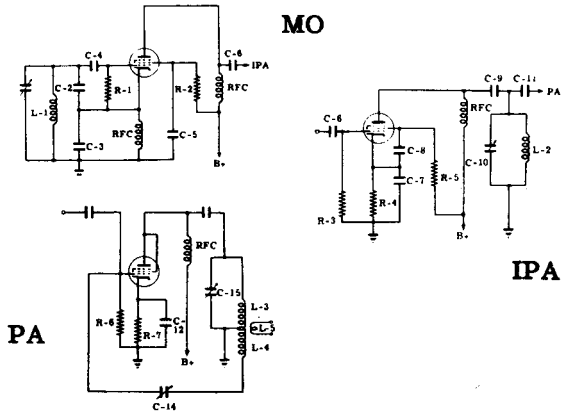 MO
C-4
C-6
IPA
C-2
R-1
R-2
RFC
L-1
RFC
C-3
C-5
B+
C-9
C-11
PA
RFC
C-6
C-8
C-10
L-2
C-7
R-5
R-3
R-4
B+
IPA
RFC
C-15
R-6
C-12
L-3
R-7
L-5
L-4
PA
B+
C-14